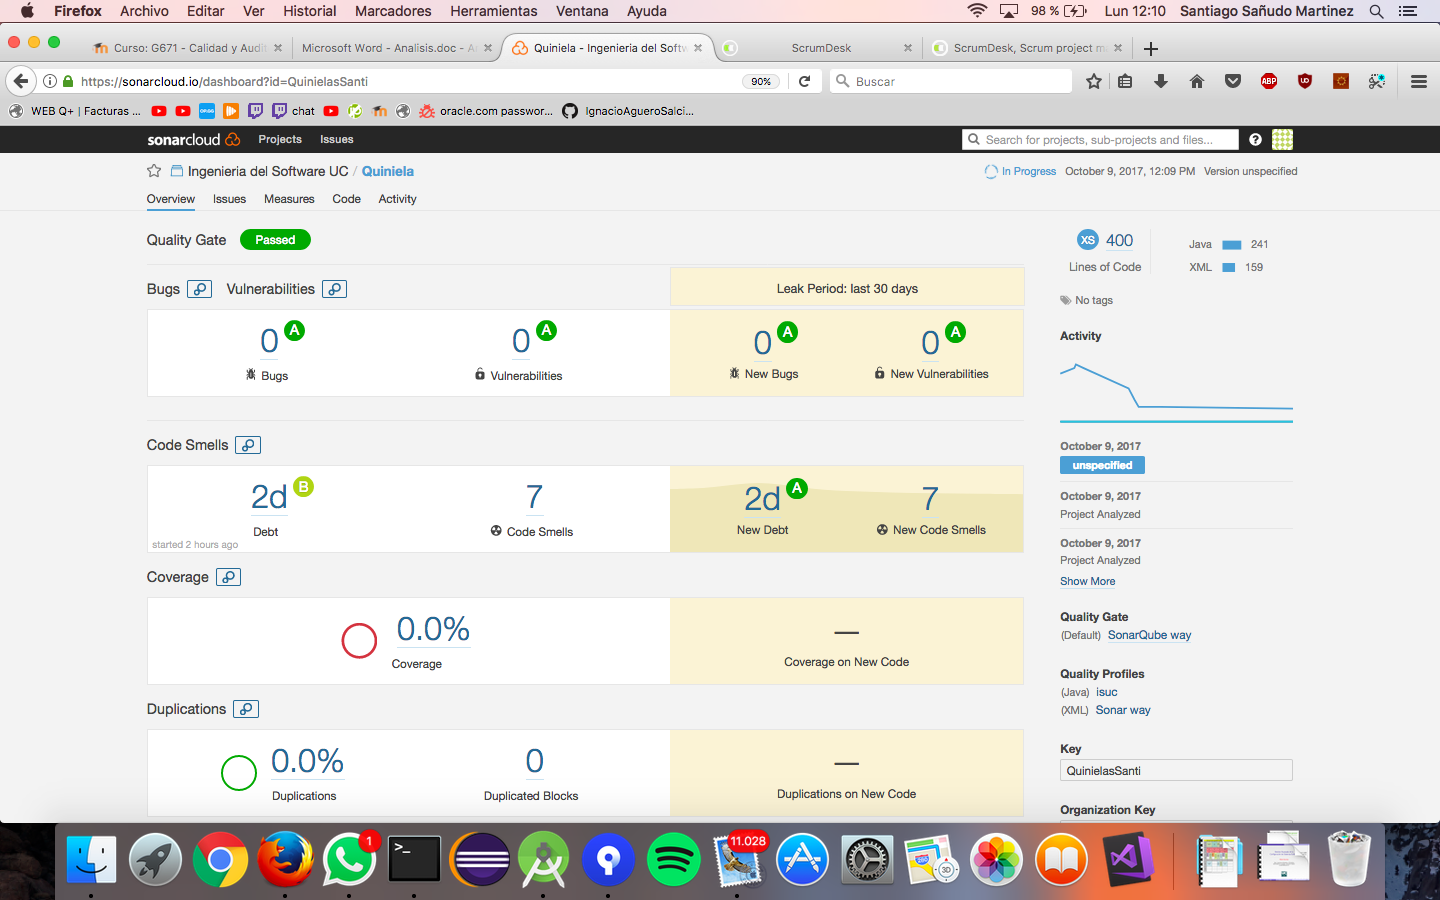 Firefox Archivo Editar Ver Historial Marcadores Herramientas Ventana Ayuda 98 % Lun 12:10 Santiago Sañudo Martinez
Curso: G671 - Calidad y Audit Microsoft Word - Analisis.doc - A Quiniela - Ingenieria del Softw ScrumDesk ScrumDesk, Scrum project m
https://sonarcloud.io/dashboard?id=QuinielasSanti 90% Buscar ABP
WEB Q+ | Facturas ... chat oracle.com passwor... IgnacioAgueroSalci...
sonarcloud Projects Issues Search for projects, sub-projects and files... ?
Ingenieria del Software UC / Quiniela In Progress October 9, 2017, 12:09 PM Version unspecified
Overview Issues Measures Code Activity
Quality Gate Passed
Bugs Vulnerabilities Leak Period: last 30 days
0 A 0 A 0 A 0 A
Bugs Vulnerabilities New Bugs New Vulnerabilities
Code Smells
2d B 7 2d A 7
Debt Code Smells New Debt New Code Smells
started 2 hours ago
Coverage
0.0% —
Coverage Coverage on New Code
Duplications
0.0% 0 —
Duplications Duplicated Blocks Duplications on New Code
XS 400 Java 241
Lines of Code XML 159
No tags
Activity
October 9, 2017
unspecified
October 9, 2017
Project Analyzed
October 9, 2017
Project Analyzed
Show More
Quality Gate
(Default) SonarQube way
Quality Profiles
(Java) isuc
(XML) Sonar way
Key
QuinielasSanti
Organization Key
1 11.028
>_ 280 3D